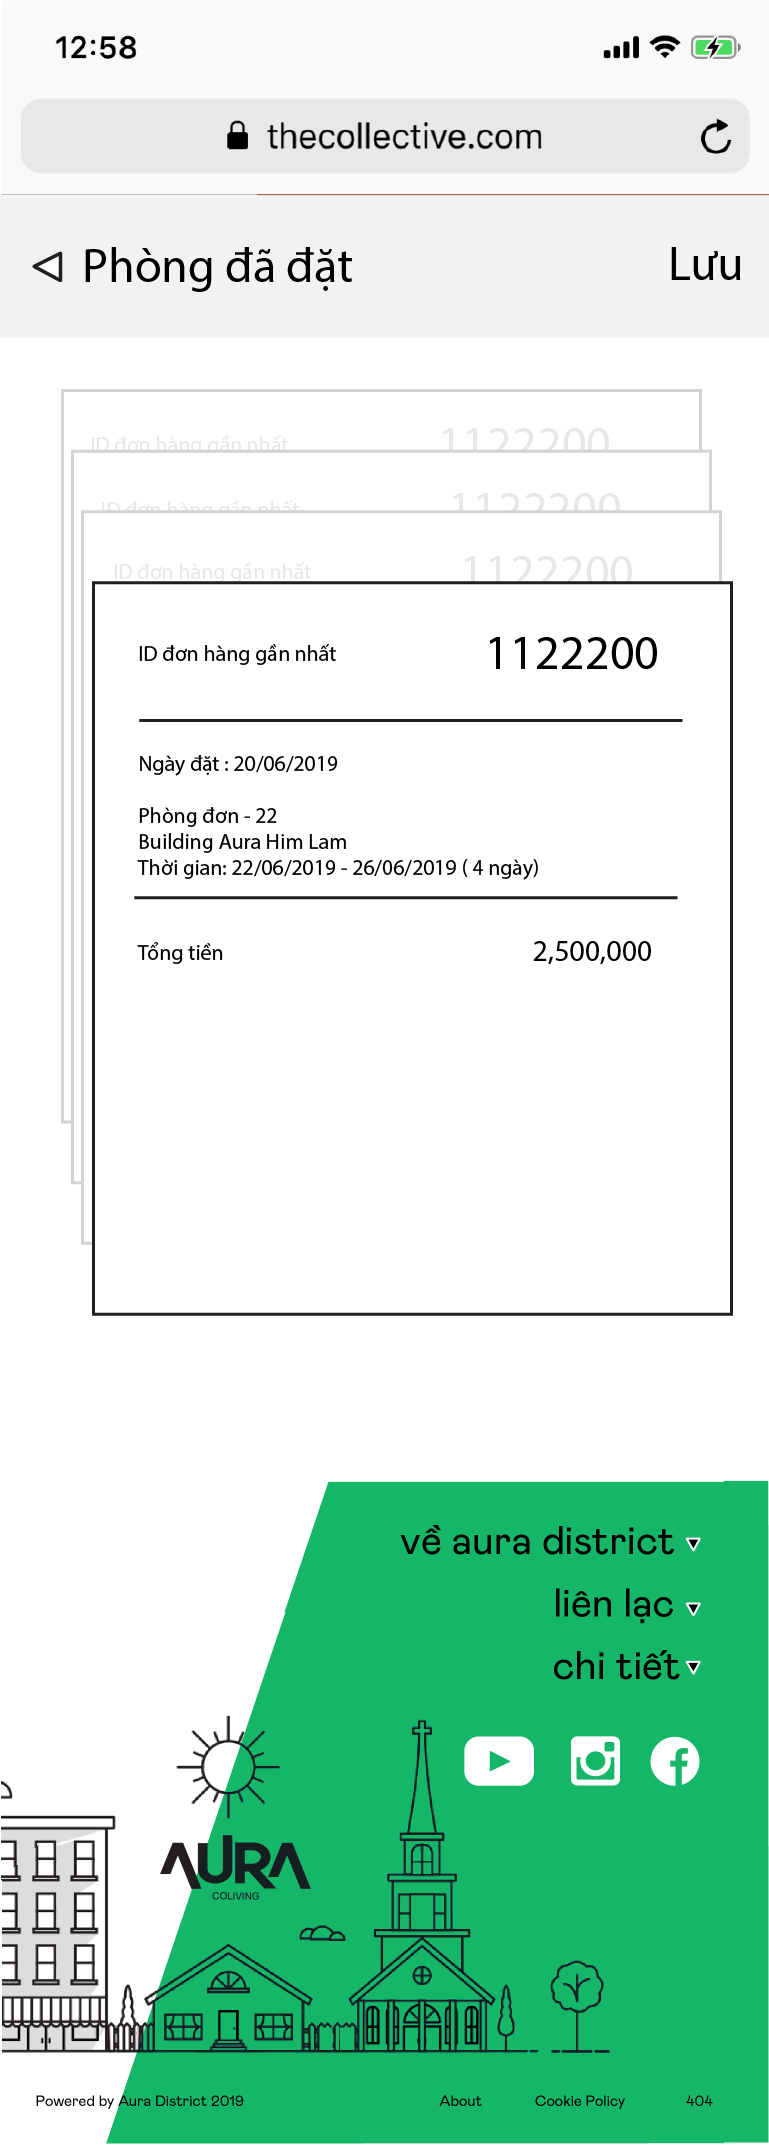 12:58
thecollective.com
Phòng đã đặt
Lưu
ID đơn hàng gần nhất 1122200
ID đơn hàng gần nhất 1122200
ID đơn hàng gần nhất 1122200
ID đơn hàng gần nhất 1122200
Ngày đặt : 20/06/2019
Phòng đơn - 22
Building Aura Him Lam
Thời gian: 22/06/2019 - 26/06/2019 ( 4 ngày)
Tổng tiền 2,500,000
về aura district
liên lạc
chi tiết
AURA
COLIVING
Powered by Aura District 2019 About Cookie Policy 404